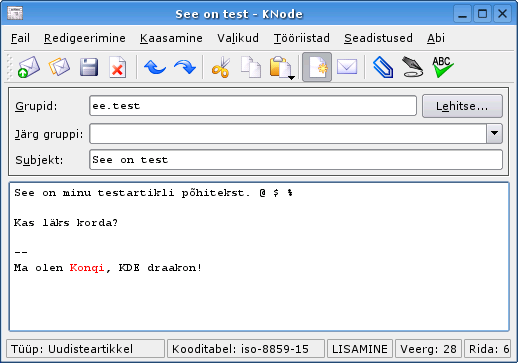 See on test - KNode
Fail Redigeerimine Kaasamine Valikud Tööriistad Seadistused Abi
ABC
Grupid: ee.test Lehitse...
Järg gruppi:
Subjekt: See on test
See on minu testartikli põhitekst. @ $ %
Kas läks korda?
--
Ma olen Konqi, KDE draakon!
Tüüp: Uudisteartikkel Kooditabel: iso-8859-15 LISAMINE Veerg: 28 Rida: 6